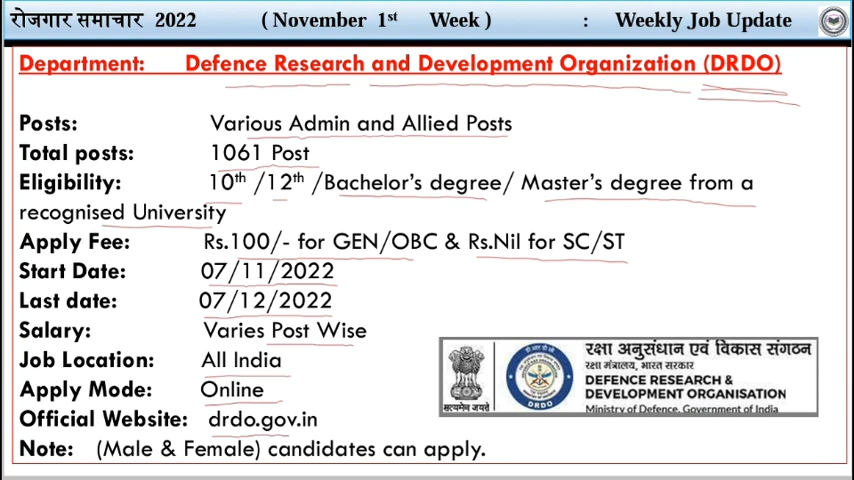 रोजगार समाचार 2022 ( November 1st Week ) : Weekly Job Update
Department: Defence Research and Development Organization (DRDO)
Posts: Various Admin and Allied Posts
Total posts: 1061 Post
Eligibility: 10th /12th /Bachelor's degree/ Master's degree from a
recognised University
Apply Fee: Rs.100/- for GEN/OBC & Rs.Nil for SC/ST
Start Date: 07/11/2022
Last date: 07/12/2022
Salary: Varies Post Wise
Job Location: All India
Apply Mode: Online
Official Website: drdo.gov.in
Note: (Male & Female) candidates can apply.
रक्षा अनुसंधान एवं विकास संगठन
रक्षा मंत्रालय, भारत सरकार
DEFENCE RESEARCH &
DEVELOPMENT ORGANISATION
Ministry of Defence, Government of India
सत्यमेव जयते
DRDO